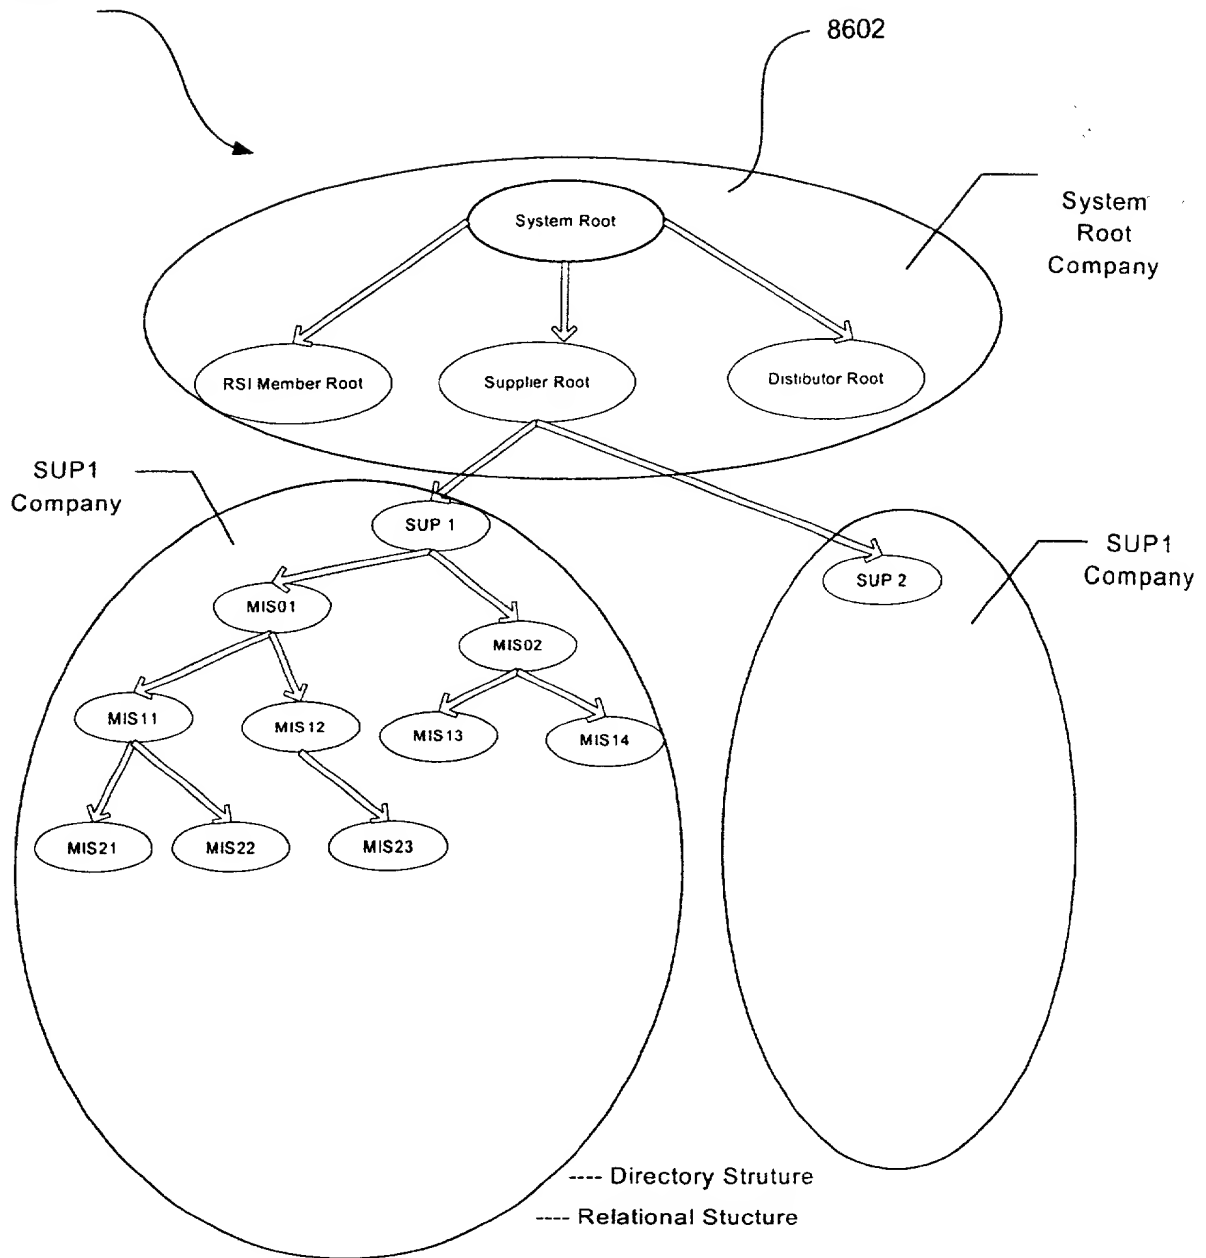 8602
System
Root
Company
System Root
RSI Member Root
Supplier Root
Distibutor Root
SUP1
Company
SUP 1
SUP1
Company
SUP 2
MIS01
MIS02
MIS11
MIS12
MIS13
MIS14
MIS21
MIS22
MIS23
---- Directory Struture
---- Relational Stucture